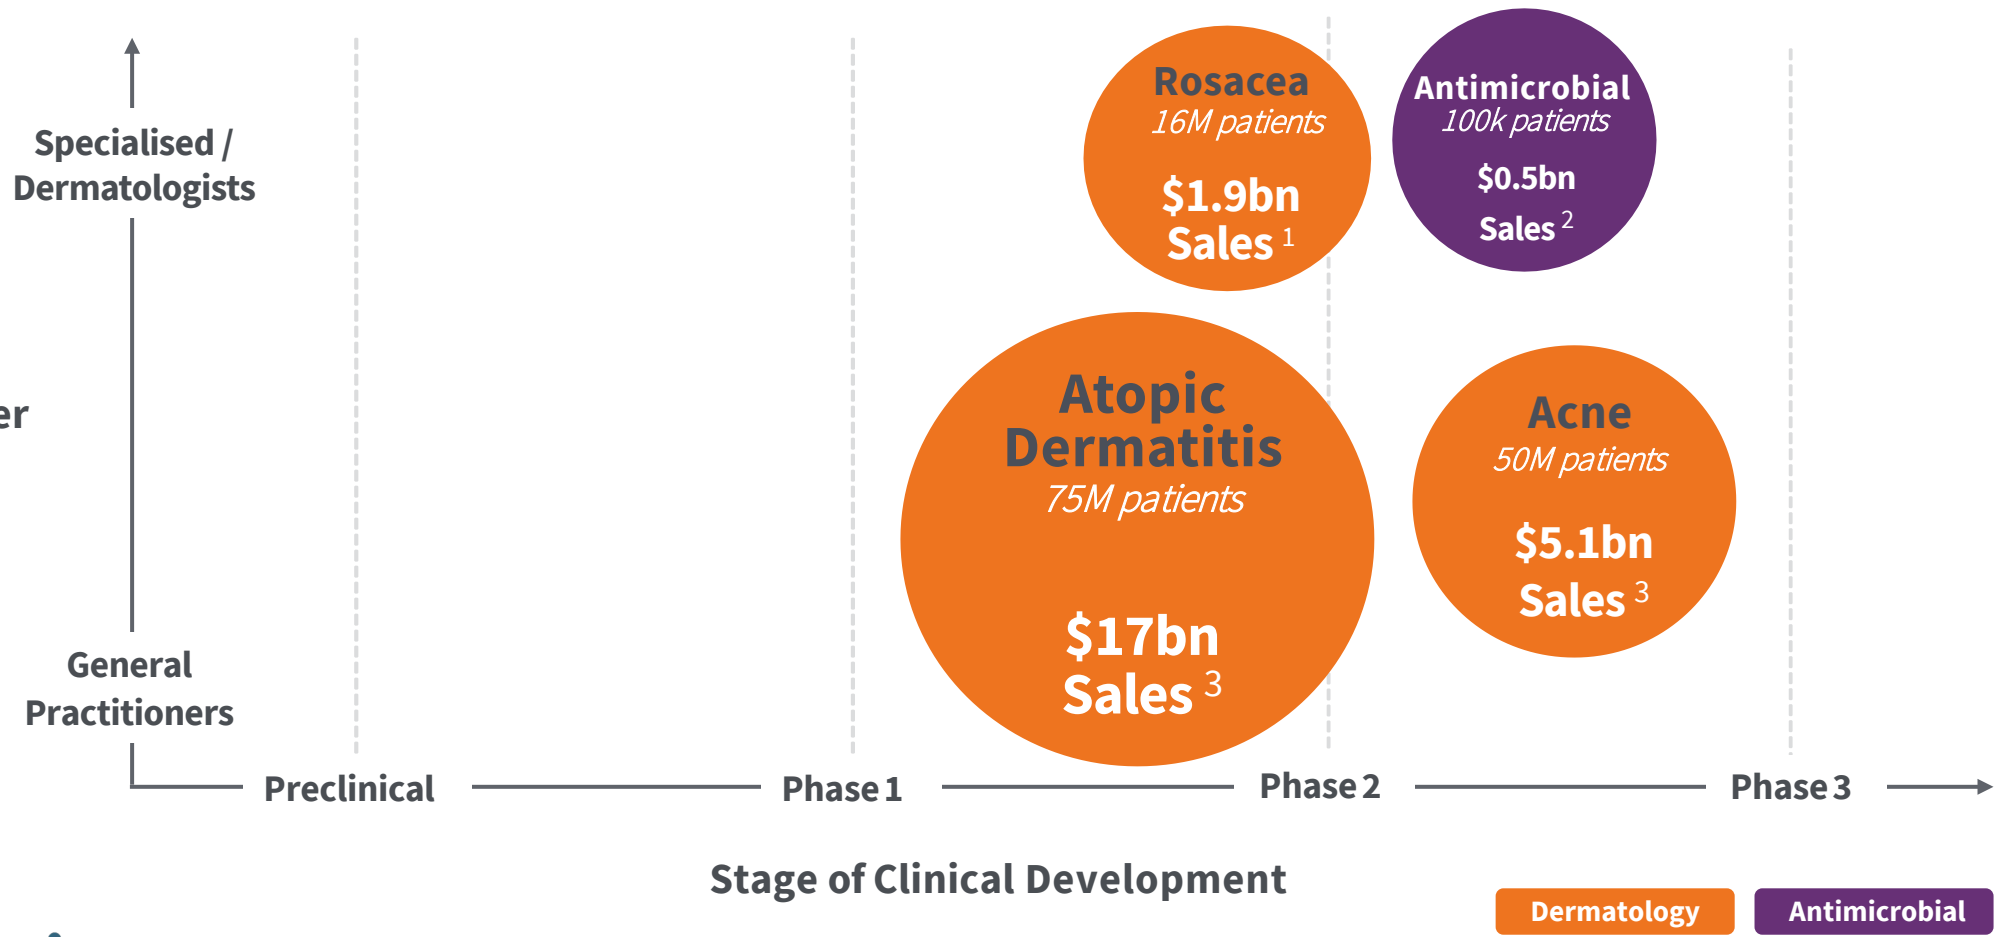 Specialised /
Dermatologists
Rosacea
16M patients
$1.9bn
Sales 1
Antimicrobial
100k patients
$0.5bn
Sales 2
er
Atopic
Dermatitis
75M patients
$17bn
Sales 3
Acne
50M patients
$5.1bn
Sales 3
General
Practitioners
Preclinical
Phase 1
Phase 2
Phase 3
Stage of Clinical Development
Dermatology
Antimicrobial